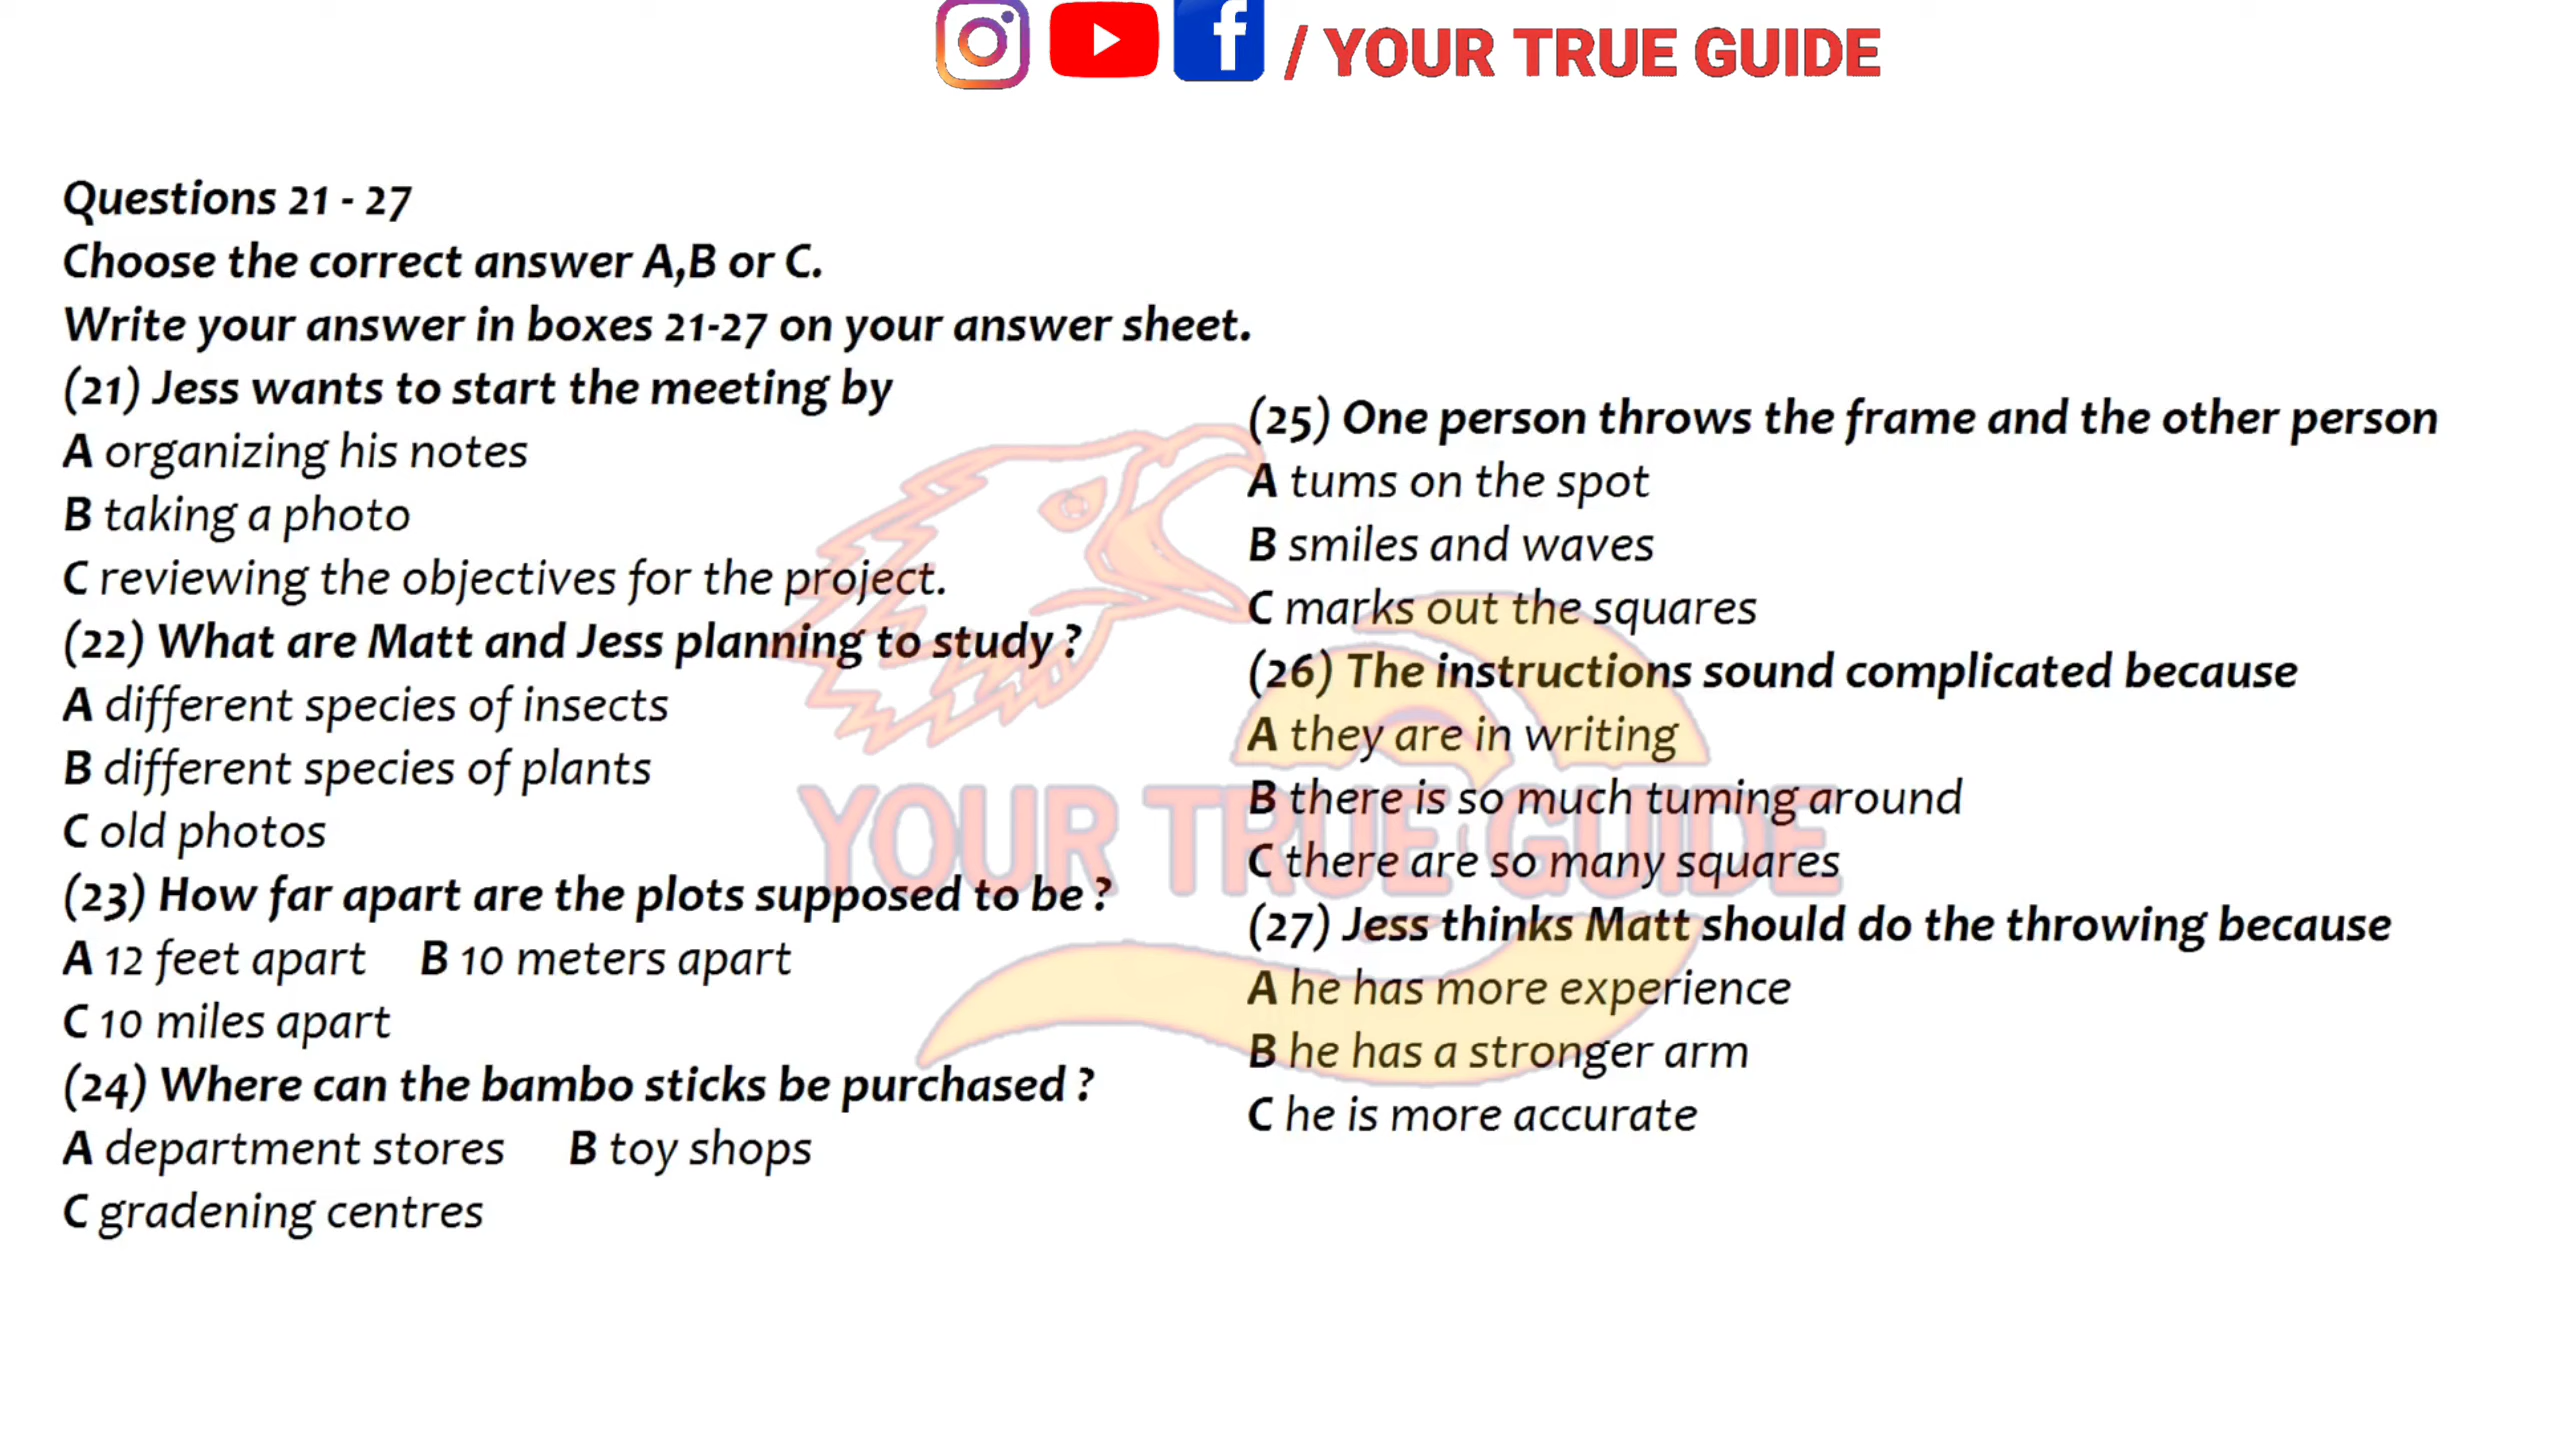 / YOUR TRUE GUIDE
Questions 21 - 27
Choose the correct answer A,B or C.
Write your answer in boxes 21-27 on your answer sheet.
(21) Jess wants to start the meeting by
A organizing his notes
B taking a photo
C reviewing the objectives for the project.
(22) What are Matt and Jess planning to study ?
A different species of insects
B different species of plants
C old photos
(23) How far apart are the plots supposed to be ?
A 12 feet apart B 10 meters apart
C 10 miles apart
(24) Where can the bambo sticks be purchased ?
A department stores B toy shops
C gradening centres
(25) One person throws the frame and the other person
A tums on the spot
B smiles and waves
C marks out the squares
(26) The instructions sound complicated because
A they are in writing
B there is so much tuming around
C there are so many squares
(27) Jess thinks Matt should do the throwing because
A he has more experience
B he has a stronger arm
C he is more accurate
YOUR TRUE GUIDE